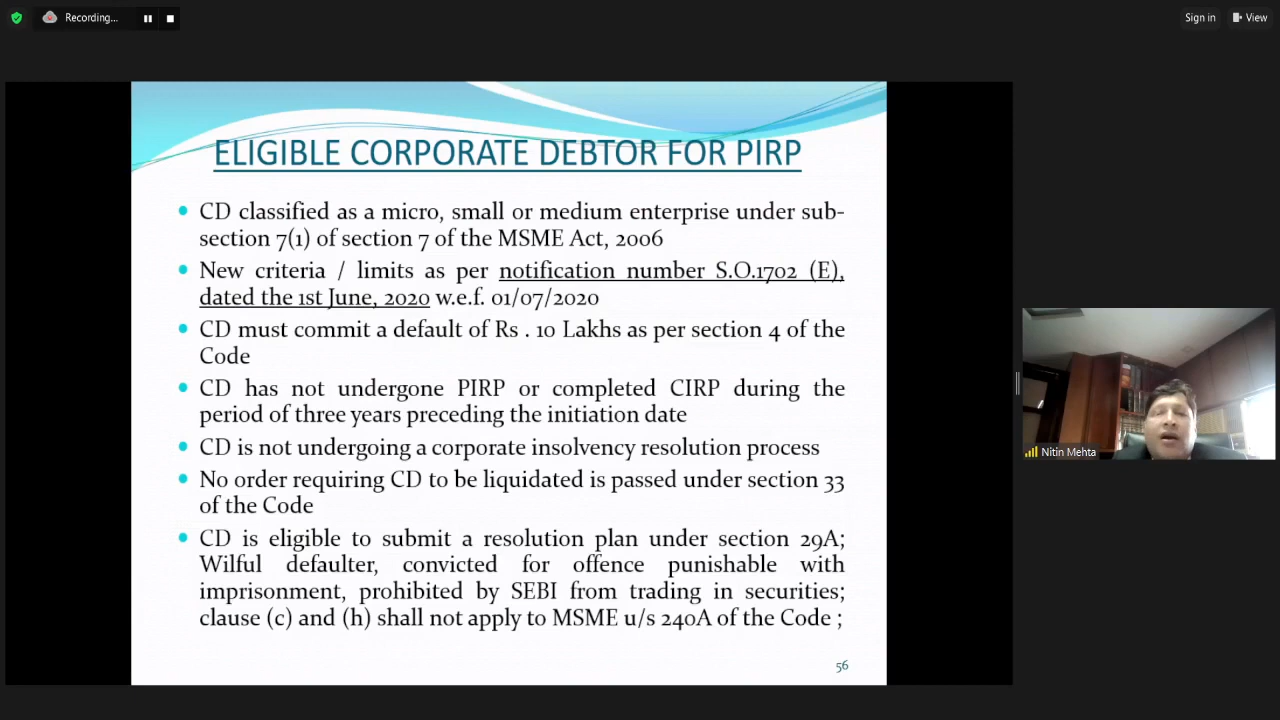 Recording...
Sign in
View
ELIGIBLE CORPORATE DEBTOR FOR PIRP
CD classified as a micro, small or medium enterprise under sub-
section 7(1) of section 7 of the MSME Act, 2006
New criteria / limits as per notification number S.O.1702 (E),
dated the 1st June, 2020 w.e.f. 01/07/2020
CD must commit a default of Rs . 10 Lakhs as per section 4 of the
Code
CD has not undergone PIRP or completed CIRP during the
period of three years preceding the initiation date
CD is not undergoing a corporate insolvency resolution process
No order requiring CD to be liquidated is passed under section 33
of the Code
CD is eligible to submit a resolution plan under section 29A;
Wilful defaulter, convicted for offence punishable with
imprisonment, prohibited by SEBI from trading in securities;
clause (c) and (h) shall not apply to MSME u/s 240A of the Code ;
56
Nitin Mehta